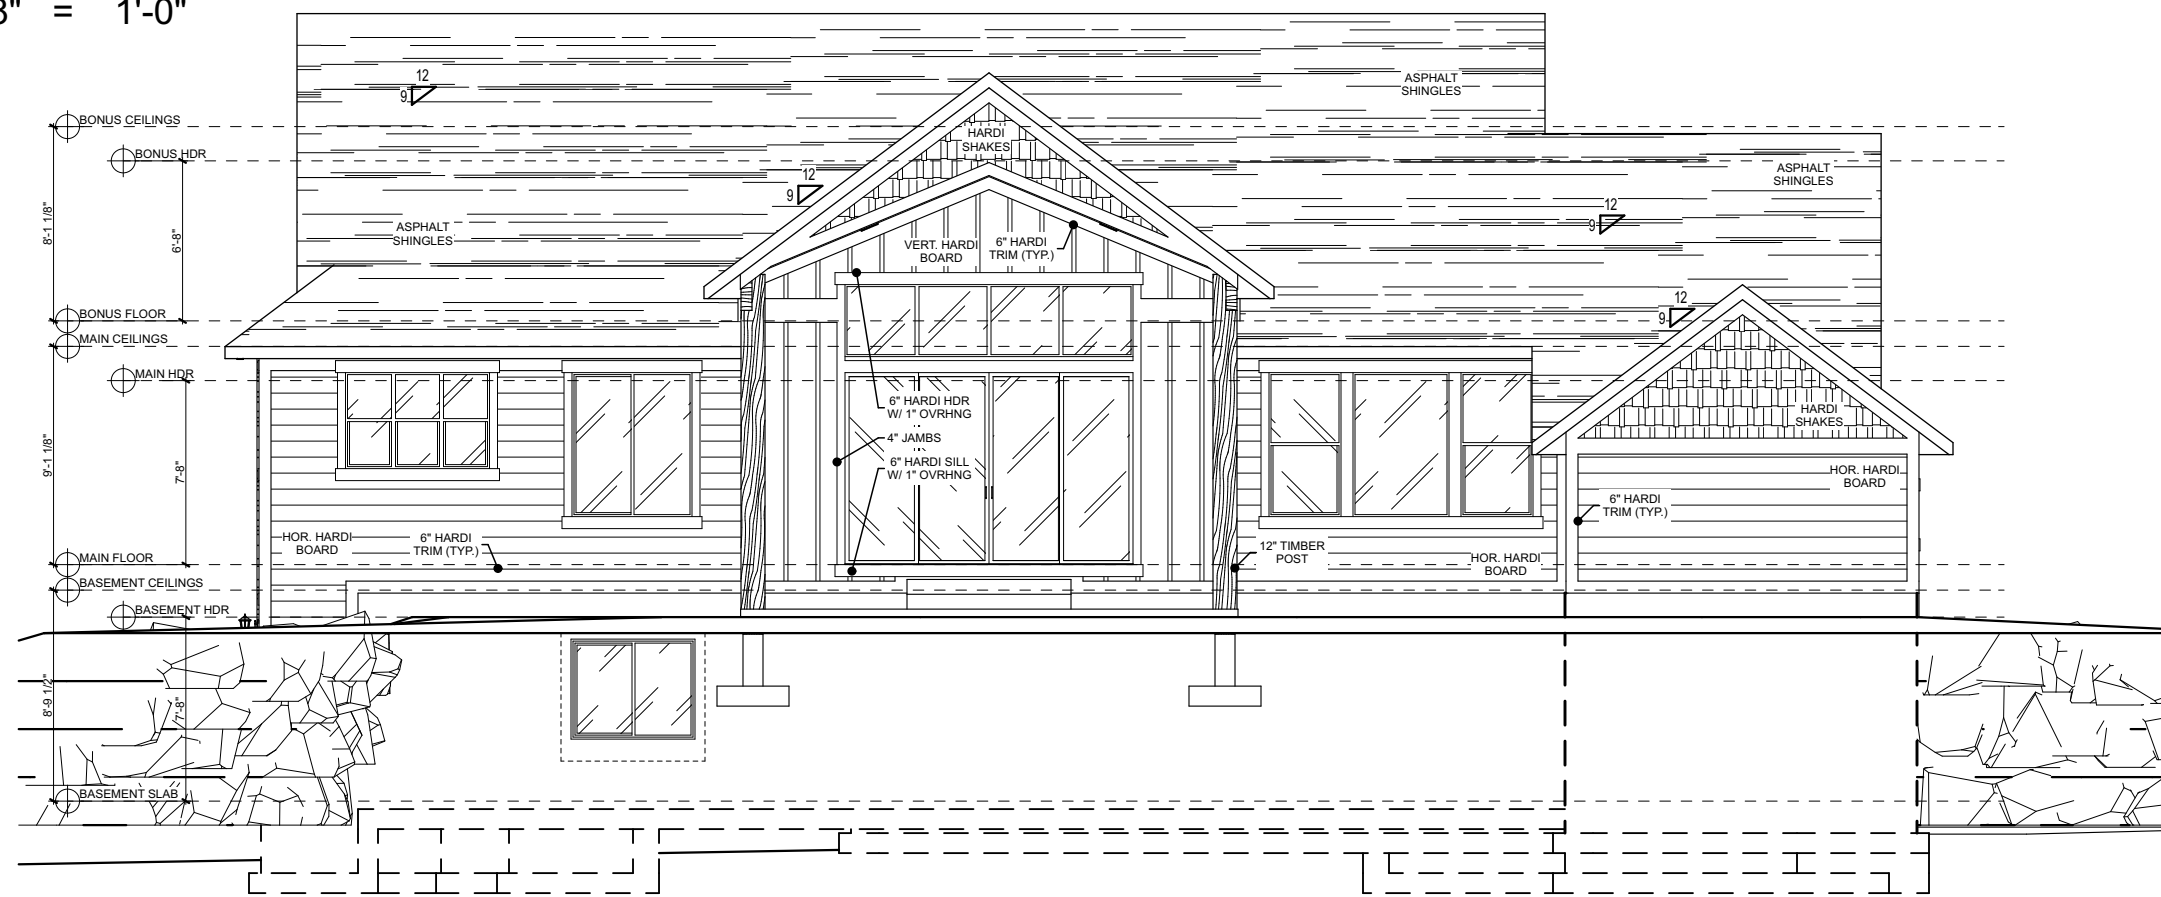 8" = 1'-0"
12
9
ASPHALT
SHINGLES
BONUS CEILINGS
HARDI
SHAKES
BONUS HDR
12
9
ASPHALT
SHINGLES
8'-1 1/8"
6'-8"
ASPHALT
SHINGLES
VERT. HARDI
BOARD
6" HARDI
TRIM (TYP.)
12
9
BONUS FLOOR
MAIN CEILINGS
12
9
MAIN HDR
6" HARDI HDR
W/ 1" OVRHNG
HARDI
SHAKES
4" JAMBS
9'-1 1/8"
7'-8"
6" HARDI SILL
W/ 1" OVRHNG
HOR. HARDI
BOARD
6" HARDI
TRIM (TYP.)
HOR. HARDI
BOARD
6" HARDI
TRIM (TYP.)
12" TIMBER
POST
HOR. HARDI
BOARD
MAIN FLOOR
BASEMENT CEILINGS
BASEMENT HDR
8'-9 1/2"
7'-8"
BASEMENT SLAB